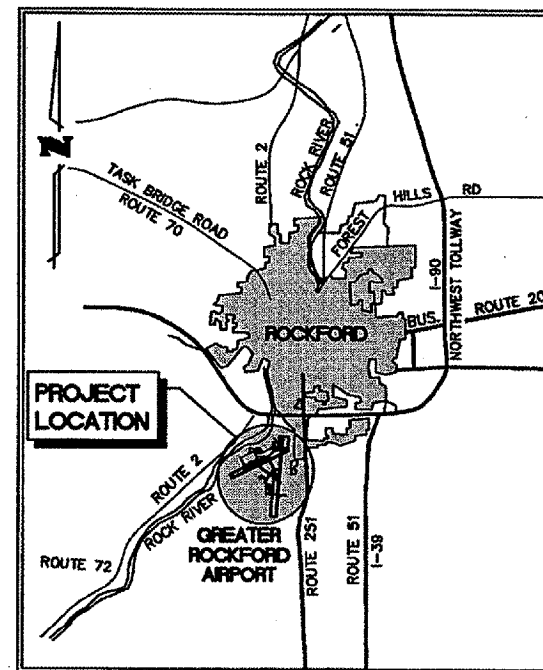 N
TASK BRIDGE ROAD
ROUTE 70
ROUTE 2
ROCK RIVER
ROUTE 51
FOREST
HILLS
RD
I-90
NORTHWEST TOLLWAY
BUS.
ROUTE 20
ROCKFORD
PROJECT
LOCATION
ROUTE 2
ROCK RIVER
ROUTE 72
GREATER
ROCKFORD
AIRPORT
ROUTE 251
ROUTE 51
I-39